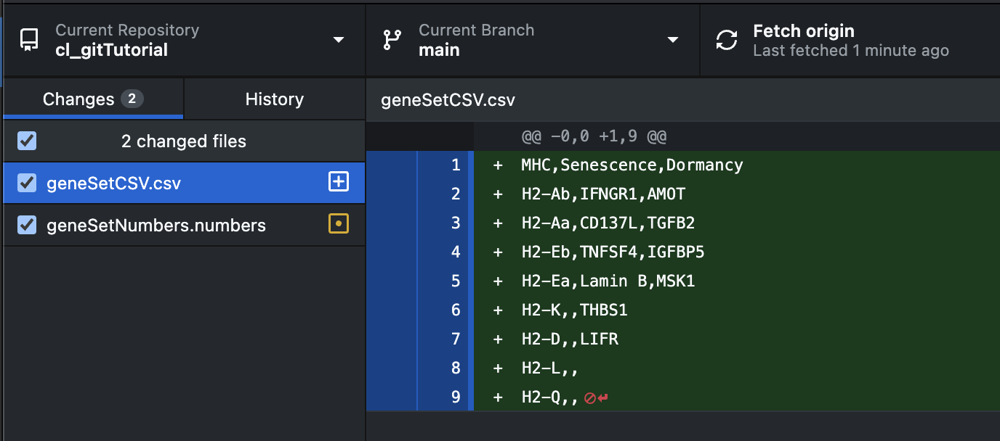 Current Repository
cl_gitTutorial
Current Branch
main
Fetch origin
Last fetched 1 minute ago
Changes 2
History
2 changed files
geneSetCSV.csv
geneSetNumbers.numbers
geneSetCSV.csv
@@ -0,0 +1,9 @@
1 + MHC,Senescence,Dormancy
2 + H2-Ab,IFNGR1,AMOT
3 + H2-Aa,CD137L,TGFB2
4 + H2-Eb,TNFSF4,IGFBP5
5 + H2-Ea,Lamin B,MSK1
6 + H2-K,,THBS1
7 + H2-D,,LIFR
8 + H2-L,,
9 + H2-Q,,